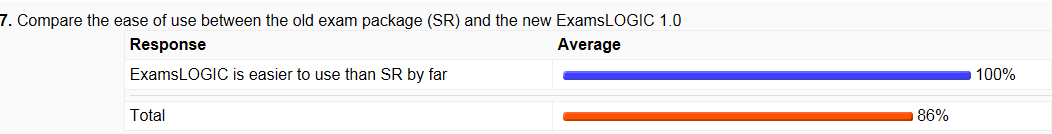 7. Compare the ease of use between the old exam package (SR) and the new ExamsLOGIC 1.0
Response Average
ExamsLOGIC is easier to use than SR by far 100%
Total 86%